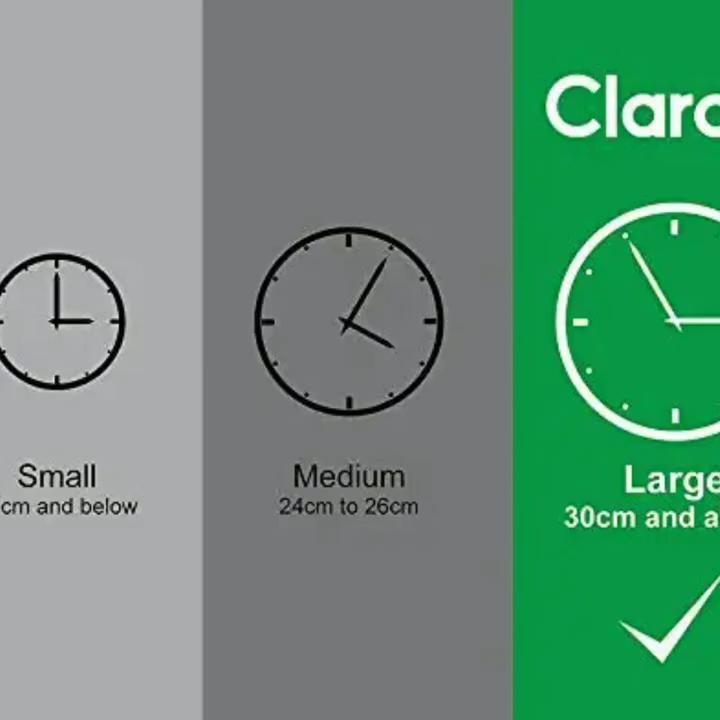 Small
cm and below
Medium
24cm to 26cm
Clar
Large
30cm and a